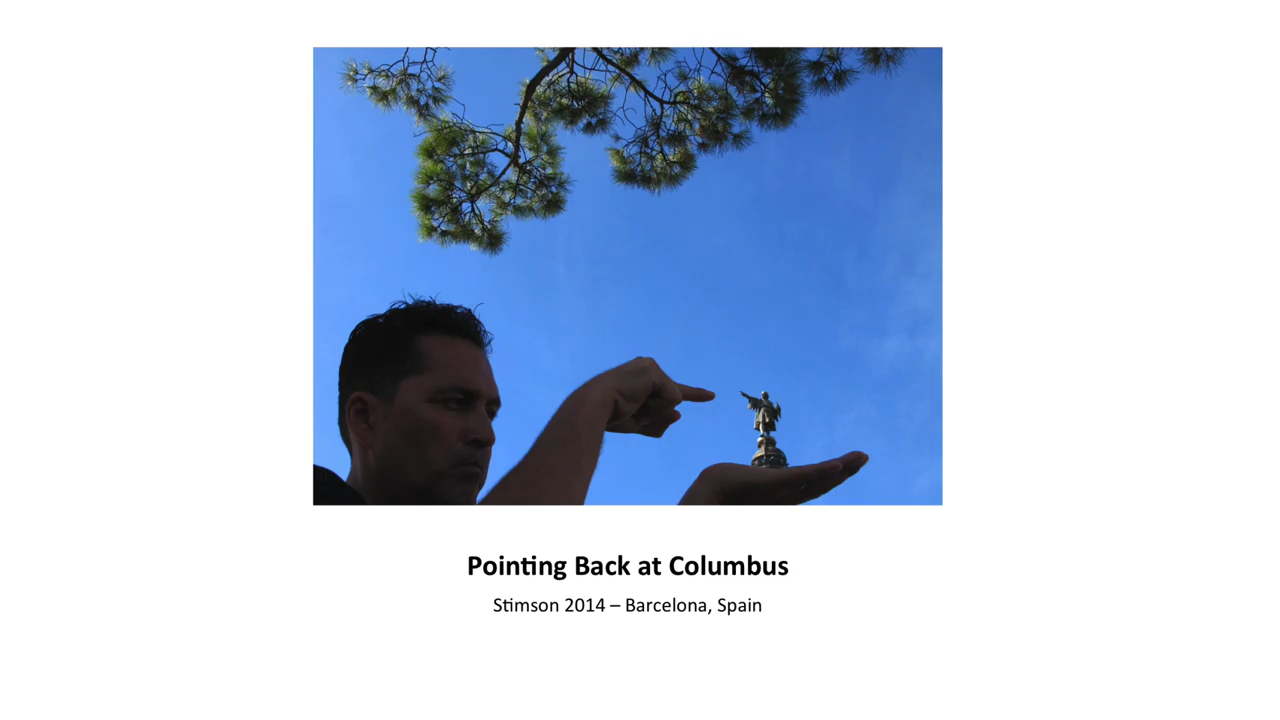 Pointing Back at Columbus
Stimson 2014 – Barcelona, Spain